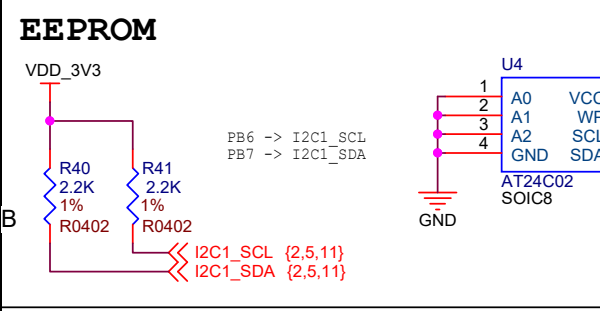 EEPROM
VDD_3V3
R40
2.2K
1%
R0402
R41
2.2K
1%
R0402
PB6 -> I2C1_SCL
PB7 -> I2C1_SDA
I2C1_SCL {2,5,11}
I2C1_SDA {2,5,11}
B
U4
1
2
3
4
A0
A1
A2
GND
VCC
WP
SCL
SDA
AT24C02
SOIC8
GND